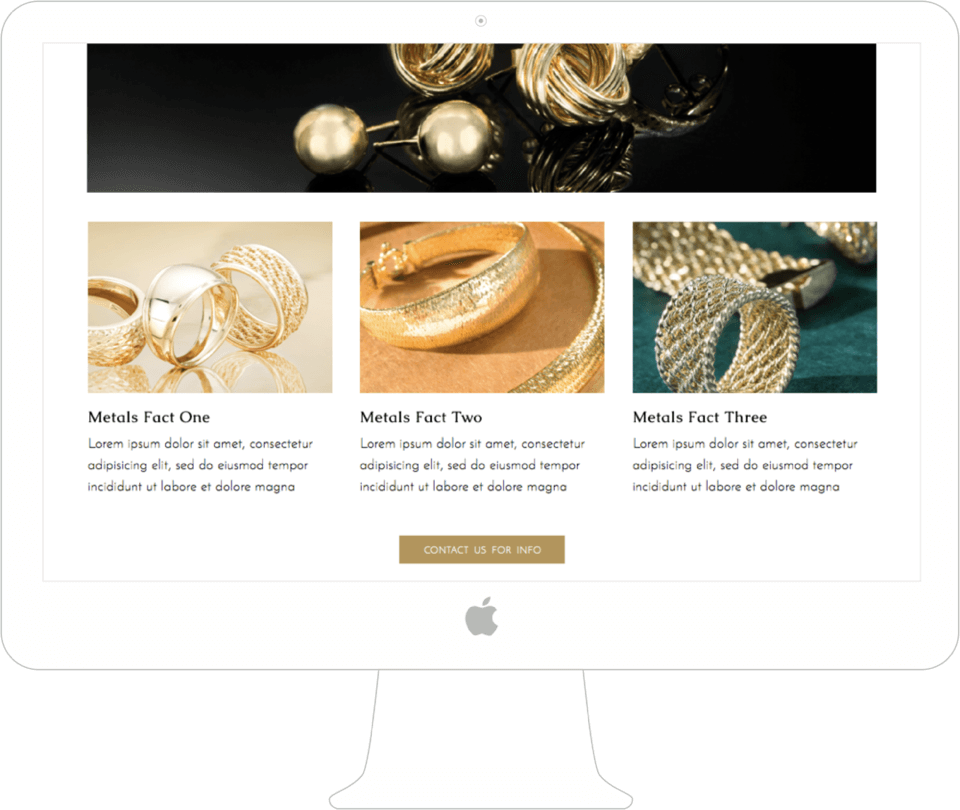 Metals Fact One
Lorem ipsum dolor sit amet, consectetur
adipisicing elit, sed do eiusmod tempor
incididunt ut labore et dolore magna
Metals Fact Two
Lorem ipsum dolor sit amet, consectetur
adipisicing elit, sed do eiusmod tempor
incididunt ut labore et dolore magna
Metals Fact Three
Lorem ipsum dolor sit amet, consectetur
adipisicing elit, sed do eiusmod tempor
incididunt ut labore et dolore magna
CONTACT US FOR INFO